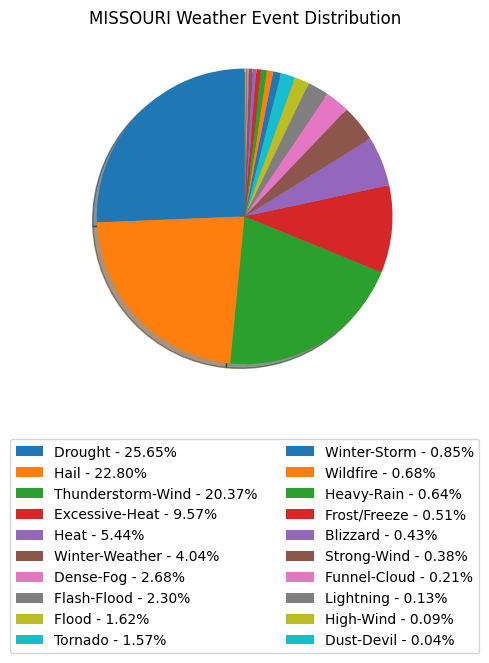 MISSOURI Weather Event Distribution
Drought - 25.65%
Hail - 22.80%
Thunderstorm-Wind - 20.37%
Excessive-Heat - 9.57%
Heat - 5.44%
Winter-Weather - 4.04%
Dense-Fog - 2.68%
Flash-Flood - 2.30%
Flood - 1.62%
Tornado - 1.57%
Winter-Storm - 0.85%
Wildfire - 0.68%
Heavy-Rain - 0.64%
Frost/Freeze - 0.51%
Blizzard - 0.43%
Strong-Wind - 0.38%
Funnel-Cloud - 0.21%
Lightning - 0.13%
High-Wind - 0.09%
Dust-Devil - 0.04%